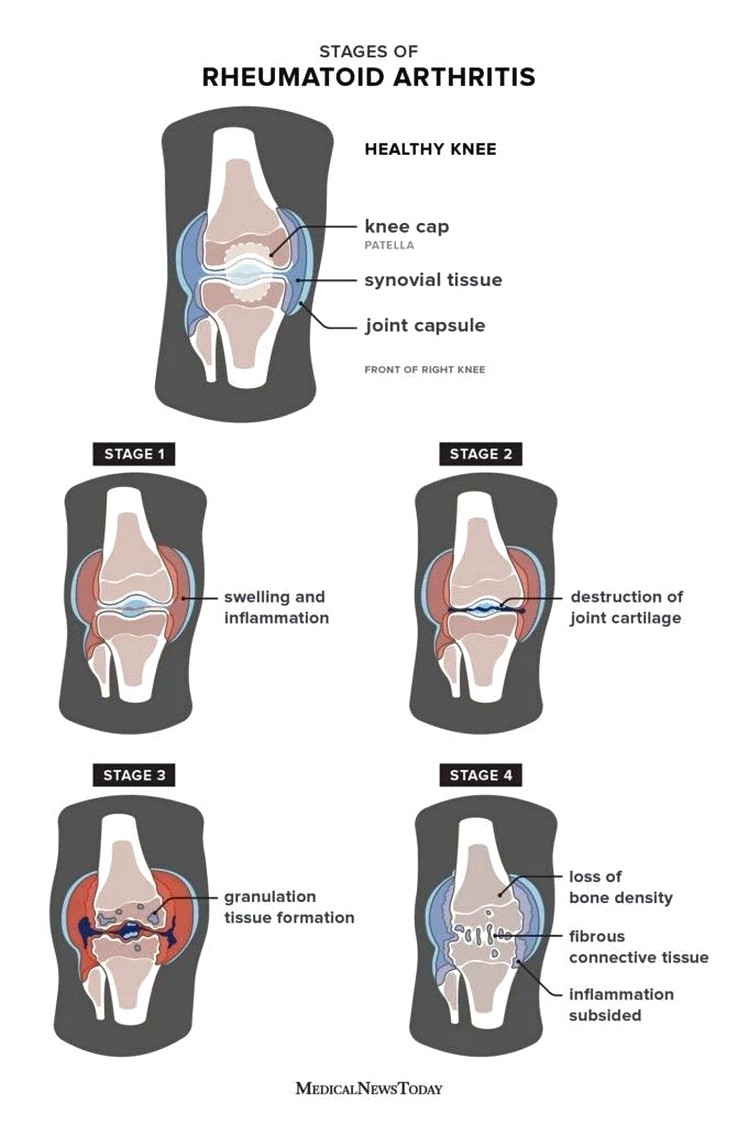 STAGES OF
RHEUMATOID ARTHRITIS
HEALTHY KNEE
knee cap
PATELLA
synovial tissue
joint capsule
FRONT OF RIGHT KNEE
STAGE 1
swelling and
inflammation
STAGE 2
destruction of
joint cartilage
STAGE 3
granulation
tissue formation
STAGE 4
loss of
bone density
fibrous
connective tissue
inflammation
subsided
MEDICALNEWSTODAY